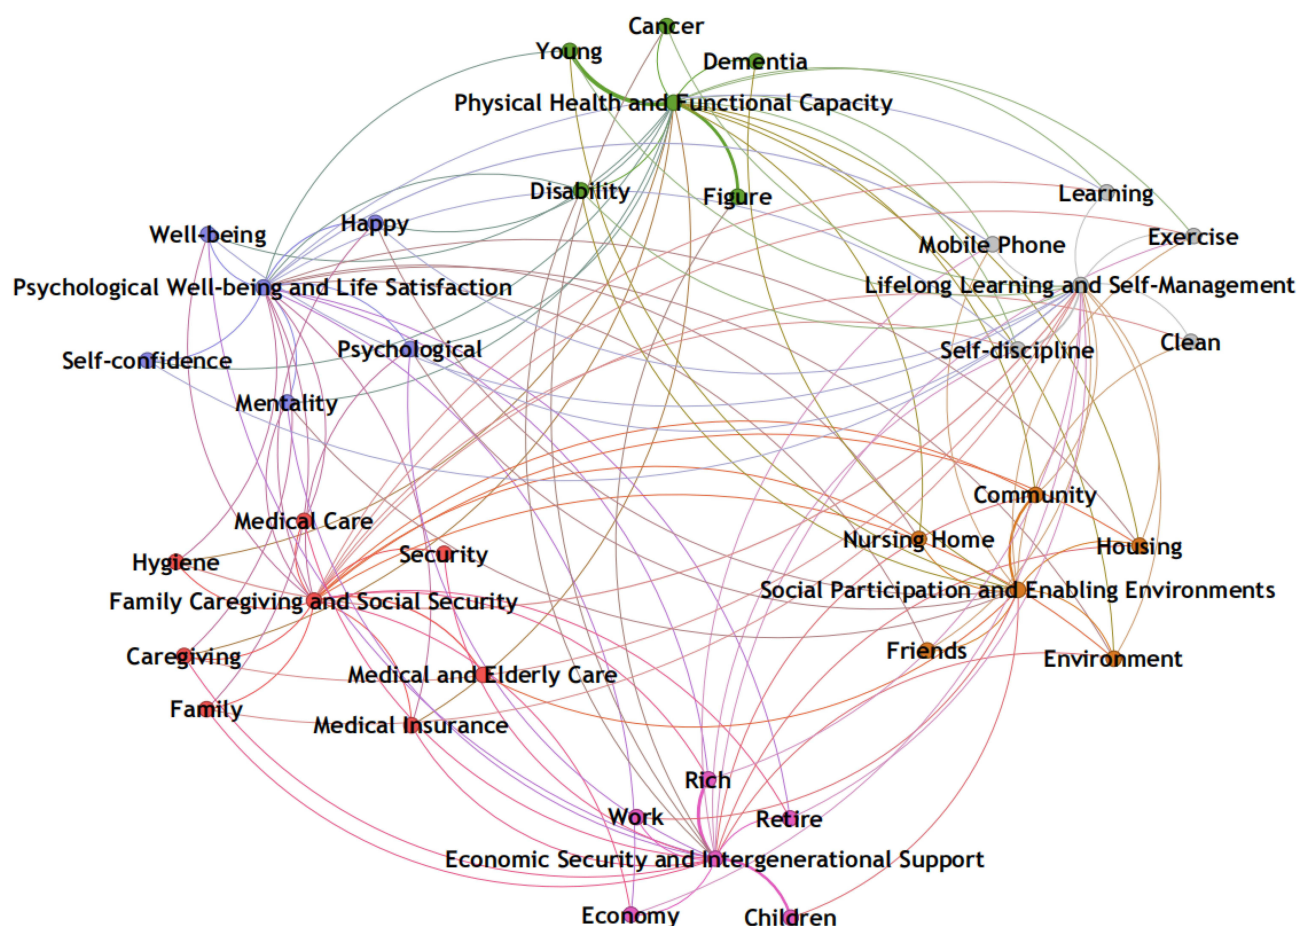 Cancer
Young
Dementia
Physical Health and Functional Capacity
Disability
Figure
Learning
Happy
Well-being
Mobile Phone
Exercise
Psychological Well-being and Life Satisfaction
Lifelong Learning and Self-Management
Self-confidence
Psychological
Self-discipline
Clean
Mentality
Community
Medical Care
Nursing Home
Housing
Hygiene
Security
Family Caregiving and Social Security
Social Participation and Enabling Environments
Caregiving
Medical and Elderly Care
Friends
Environment
Family
Medical Insurance
Rich
Work
Retire
Economic Security and Intergenerational Support
Economy
Children